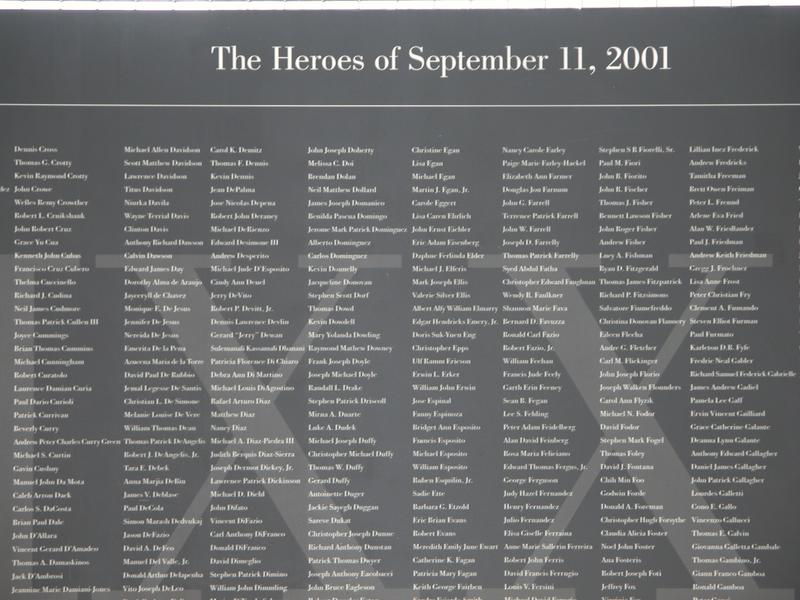 The Heroes of September 11, 2001
Dennis Cross
Thomas G. Crotty
Kevin Raymond Crotty
John Crowe
Welles Remy Crowther
Robert L. Cruikshank
John Robert Cruz
Grace Yu Cua
Kenneth John Cubas
Francisco Cruz Cubero
Thelma Cuccinello
Richard J. Cudina
Neil James Cudmore
Thomas Patrick Cullen III
Joyce Cummings
Brian Thomas Cummins
Michael Cunningham
Robert Curatolo
Laurence Damian Curia
Paul Dario Curioli
Patrick Currivan
Beverly Curry
Andrew Peter Charles Curry Green
Michael S. Curtin
Gavin Cushny
Manuel John Da Mota
Caleb Arron Dack
Carlos S. DaCosta
Brian Paul Dale
John D'Allara
Vincent Gerard D'Amadeo
Thomas A. Damaskinos
Jack D'Ambrosi
Jeannine Marie Damiani-Jones
Michael Allen Davidson
Scott Matthew Davidson
Lawrence Davidson
Titus Davidson
Niurka Davila
Wayne Terrial Davis
Clinton Davis
Anthony Richard Dawson
Calvin Dawson
Edward James Day
Dorothy Alma de Araujo
Jayceryll de Chavez
Monique E. De Jesus
Jennifer De Jesus
Nereida De Jesus
Emerita De la Pena
Azucena Maria de la Torre
David Paul De Rubbio
Jemal Legesse De Santis
Christian L. De Simone
Melanie Louise De Vere
William Thomas Dean
Thomas Patrick DeAngelis
Robert J. DeAngelis, Jr.
Tara E. Debek
Anna Marjia DeBin
James V. Deblase
Paul DeCola
Simon Marash Dedvukaj
Jason DeFazio
David A. DeFeo
Manuel Del Valle, Jr.
Donald Arthur Delapenha
Vito Joseph DeLeo
Carol K. Demitz
Thomas F. Dennis
Kevin Dennis
Jean DePalma
Jose Nicolas Depena
Robert John Deraney
Michael DeRienzo
Edward Desimone III
Andrew Desperito
Michael Jude D'Esposito
Cindy Ann Deuel
Jerry DeVito
Robert P. Devitt, Jr.
Dennis Lawrence Devlin
Gerard "Jerry" Dewan
Sulemanali Kassamali Dhanani
Patricia Florence Di Chiaro
Debra Ann Di Martino
Michael Louis DiAgostino
Rafael Arturo Diaz
Matthew Diaz
Nancy Diaz
Michael A. Diaz-Piedra III
Judith Berquis Diaz-Sierra
Joseph Dermot Dickey, Jr.
Lawrence Patrick Dickinson
Michael D. Diehl
John Difato
Vincent DiFazio
Carl Anthony DiFranco
Donald DiFranco
David Dimeglio
Stephen Patrick Dimino
William John Dimmling
John Joseph Doherty
Melissa C. Doi
Brendan Dolan
Neil Matthew Dollard
James Joseph Domanico
Benilda Pascua Domingo
Jerome Mark Patrick Dominguez
Alberto Dominguez
Carlos Dominguez
Kevin Donnelly
Jacqueline Donovan
Stephen Scott Dorf
Thomas Dowd
Kevin Dowdell
Mary Yolanda Dowling
Raymond Mathew Downey
Frank Joseph Doyle
Joseph Michael Doyle
Randall L. Drake
Stephen Patrick Driscoll
Mirna A. Duarte
Luke A. Dudek
Michael Joseph Duffy
Christopher Michael Duffy
Thomas W. Duffy
Gerard Duffy
Antoinette Duger
Jackie Sayegh Duggan
Sareve Dukat
Christopher Joseph Dunne
Richard Anthony Dunstan
Patrick Thomas Dwyer
Joseph Anthony Eacobacci
John Bruce Eagleson
Christine Egan
Lisa Egan
Michael Egan
Martin J. Egan, Jr.
Carole Eggert
Lisa Caren Ehrlich
John Ernst Eichler
Eric Adam Eisenberg
Daphne Ferlinda Elder
Michael J. Elferis
Mark Joseph Ellis
Valerie Silver Ellis
Albert Alfy William Elmarry
Edgar Hendricks Emery, Jr.
Doris Suk-Yuen Eng
Christopher Epps
Ulf Ramm Ericson
Erwin L. Erker
William John Erwin
Jose Espinal
Fanny Espinoza
Bridget Ann Esposito
Francis Esposito
Michael Esposito
William Esposito
Ruben Esquilin, Jr.
Sadie Ette
Barbara G. Etzold
Eric Brian Evans
Robert Evans
Meredith Emily June Ewart
Catherine K. Fagan
Patricia Mary Fagan
Keith George Fairben
Nancy Carole Farley
Paige Marie Farley-Hackel
Elizabeth Ann Farmer
Douglas Jon Farnum
John G. Farrell
Terrence Patrick Farrell
John W. Farrell
Joseph D. Farrelly
Thomas Patrick Farrelly
Syed Abdul Fatha
Christopher Edward Faughnan
Wendy R. Faulkner
Shannon Marie Fava
Bernard D. Favuzza
Ronald Carl Fazio
Robert Fazio, Jr.
William Feehan
Francis Jude Feely
Garth Erin Feeney
Sean B. Fegan
Lee S. Fehling
Peter Adam Feidelberg
Alan David Feinberg
Rosa Maria Feliciano
Edward Thomas Fergus, Jr.
George Ferguson
Judy Hazel Fernandez
Henry Fernandez
Julio Fernandez
Elisa Giselle Ferraina
Anne Marie Sallerin Ferreira
Robert John Ferris
David Francis Ferrugio
Louis V. Fersini
Stephen S R Fiorelli, Sr.
Paul M. Fiori
John B. Fiorito
John R. Fischer
Thomas J. Fisher
Bennett Lawson Fisher
John Roger Fisher
Andrew Fisher
Lucy A. Fishman
Ryan D. Fitzgerald
Thomas James Fitzpatrick
Richard P. Fitzsimons
Salvatore Fiumefreddo
Christina Donovan Flannery
Eileen Flecha
Andre G. Fletcher
Carl M. Flickinger
John Joseph Florio
Joseph Walken Flounders
Carol Ann Flyzik
Michael N. Fodor
David Fodor
Stephen Mark Fogel
Thomas Foley
David J. Fontana
Chih Min Foo
Godwin Forde
Donald A. Foreman
Christopher Hugh Forsythe
Claudia Alicia Foster
Noel John Foster
Ana Fosteris
Robert Joseph Foti
Jeffrey Fox
Lillian Inez Frederick
Andrew Fredricks
Tamitha Freeman
Brett Owen Freiman
Peter L. Freund
Arlene Eva Fried
Alan W. Friedlander
Paul J. Friedman
Andrew Keith Friedman
Gregg J. Froehner
Lisa Anne Frost
Peter Christian Fry
Clement A. Fumando
Steven Elliot Furman
Paul Furmato
Karleton D.B. Fyfe
Fredric Neal Gabler
Richard Samuel Federick Gabrielle
James Andrew Gadiel
Pamela Lee Gaff
Ervin Vincent Gailliard
Grace Catherine Galante
Deanna Lynn Galante
Anthony Edward Gallagher
Daniel James Gallagher
John Patrick Gallagher
Lourdes Galletti
Cono E. Gallo
Vincenzo Gallucci
Thomas E. Galvin
Giovanna Galletta Gambale
Thomas Gambino, Jr.
Giann Franco Gamboa
Ronald Gamboa